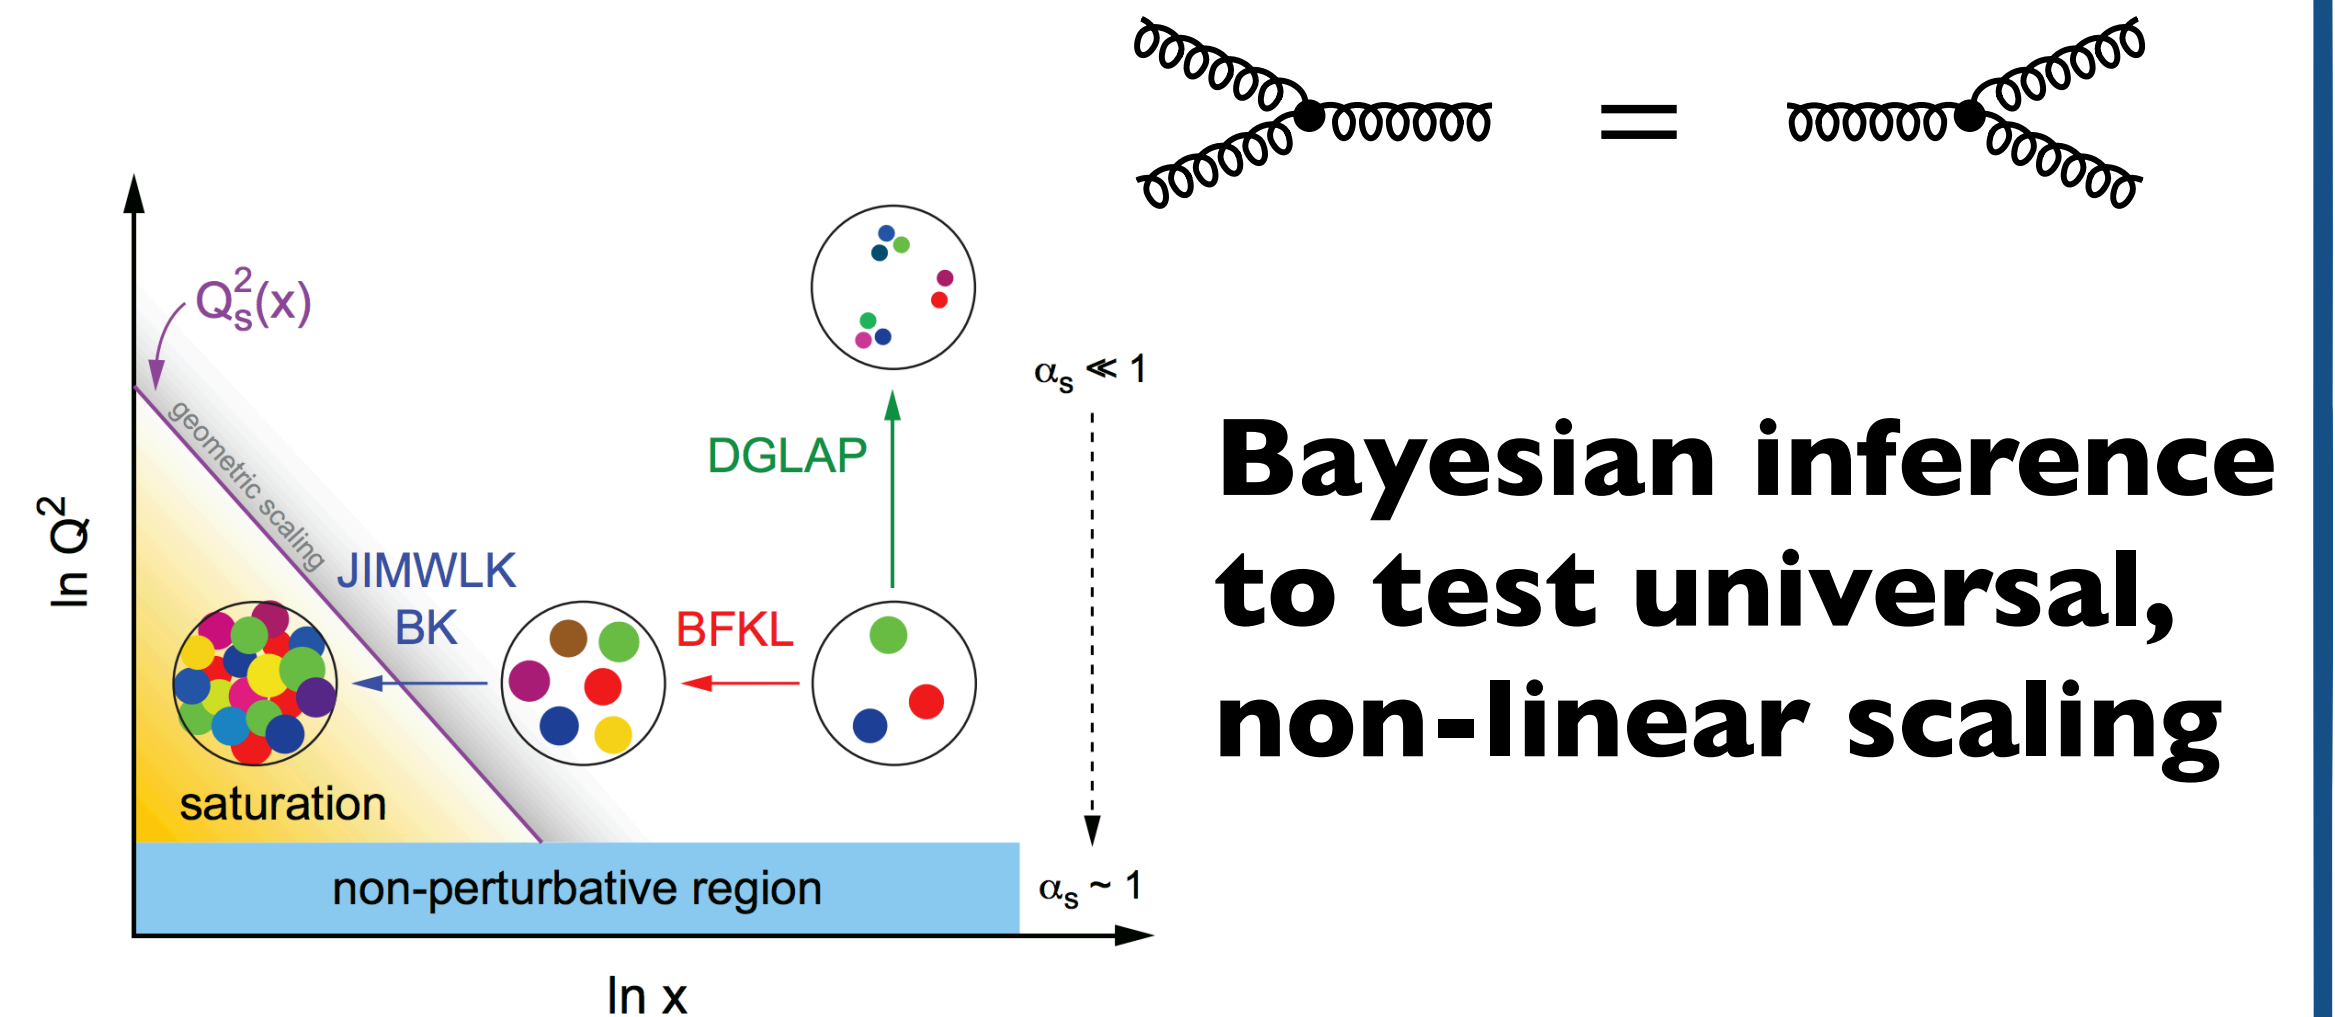 =
Q²ₛ(x)
geometric scaling
ln Q²
JIMWLK
BK
BFKL
DGLAP
saturation
non-perturbative region
ln x
αₛ ≪ 1
αₛ ~ 1
Bayesian inference
to test universal,
non-linear scaling